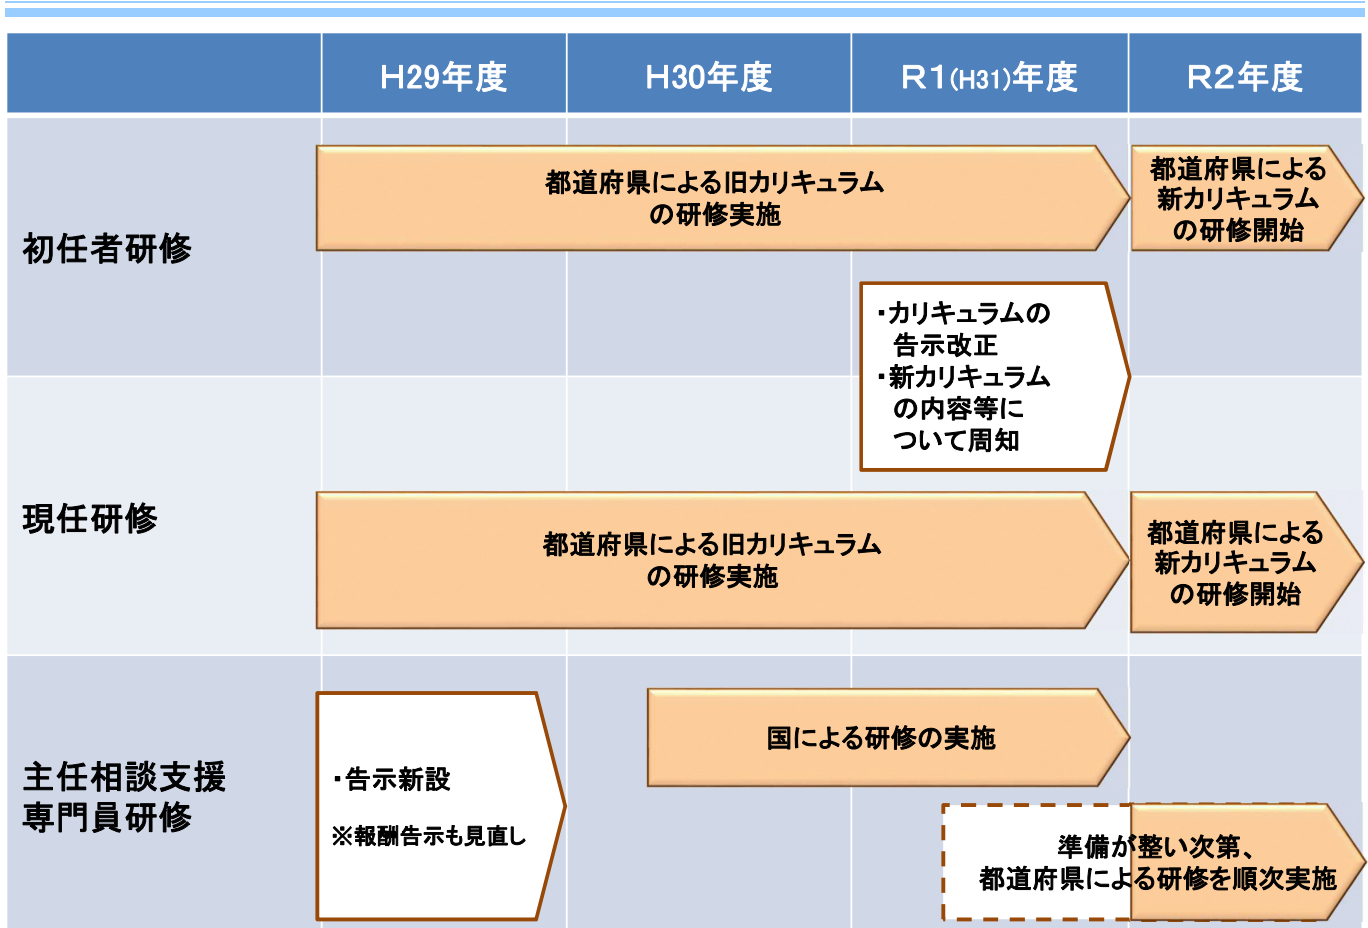 H29年度
H30年度
R1(H31)年度
R2年度
初任者研修
都道府県による旧カリキュラム
の研修実施
都道府県による
新カリキュラム
の研修開始
・カリキュラムの
告示改正
・新カリキュラム
の内容等に
ついて周知
現任研修
都道府県による旧カリキュラム
の研修実施
都道府県による
新カリキュラム
の研修開始
主任相談支援
専門員研修
・告示新設
※報酬告示も見直し
国による研修の実施
準備が整い次第、
都道府県による研修を順次実施